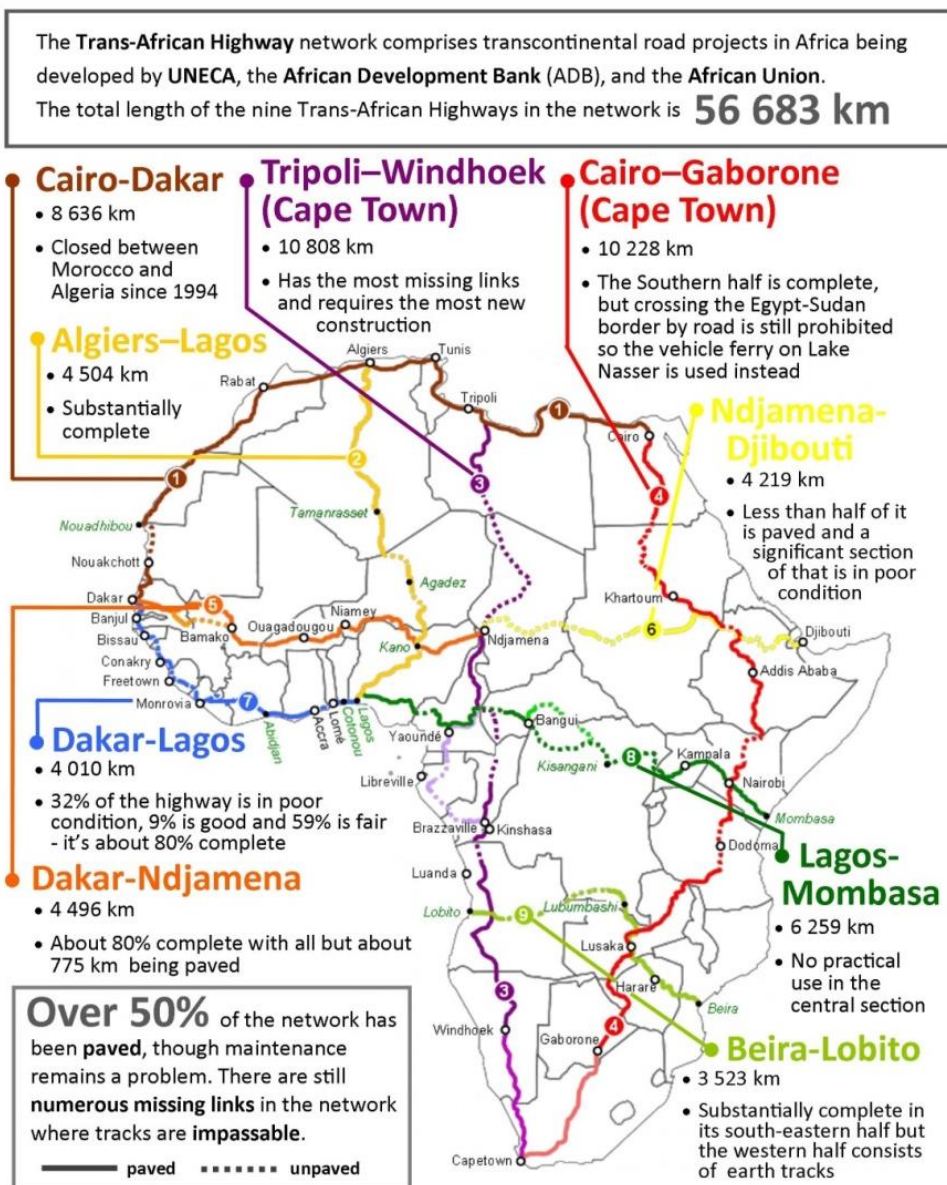 The Trans-African Highway network comprises transcontinental road projects in Africa being
developed by UNECA, the African Development Bank (ADB), and the African Union.
The total length of the nine Trans-African Highways in the network is 56 683 km
Cairo-Dakar
• 8 636 km
• Closed between
Morocco and
Algeria since 1994
Tripoli–Windhoek
(Cape Town)
• 10 808 km
• Has the most missing links
and requires the most new
construction
Cairo–Gaborone
(Cape Town)
• 10 228 km
• The Southern half is complete,
but crossing the Egypt-Sudan
border by road is still prohibited
so the vehicle ferry on Lake
Nasser is used instead
Algiers–Lagos
• 4 504 km
• Substantially
complete
Ndjamena-
Djibouti
• 4 219 km
• Less than half of it
is paved and a
significant section
of that is in poor
condition
Algiers
Tunis
Rabat
Tripoli
1
Cairo
2
1
3
4
Tamanrasset
Nouadhibou
Nouakchott
Agadez
Dakar
5
Khartoum
Banjul
Niamey
Ouagadougou
6
Djibouti
Bissau
Bamako
Kano
Ndjamena
Conakry
Addis Ababa
Freetown
Monrovia
7
Abidjan
Accra
Lomé
Cotonou
Lagos
Bangui
Yaoundé
Kisangani
8
Kampala
Libreville
Nairobi
Brazzaville
Kinshasa
Mombasa
Dodoma
Luanda
Lobito
9
Lubumbashi
Lusaka
Harare
3
Beira
Windhoek
Gaborone
4
Capetown
Dakar-Lagos
• 4 010 km
• 32% of the highway is in poor
condition, 9% is good and 59% is fair
- it's about 80% complete
Dakar-Ndjamena
• 4 496 km
• About 80% complete with all but about
775 km being paved
Lagos-
Mombasa
• 6 259 km
• No practical
use in the
central section
Beira-Lobito
• 3 523 km
• Substantially complete in
its south-eastern half but
the western half consists
of earth tracks
Over 50% of the network has
been paved, though maintenance
remains a problem. There are still
numerous missing links in the network
where tracks are impassable.
paved unpaved